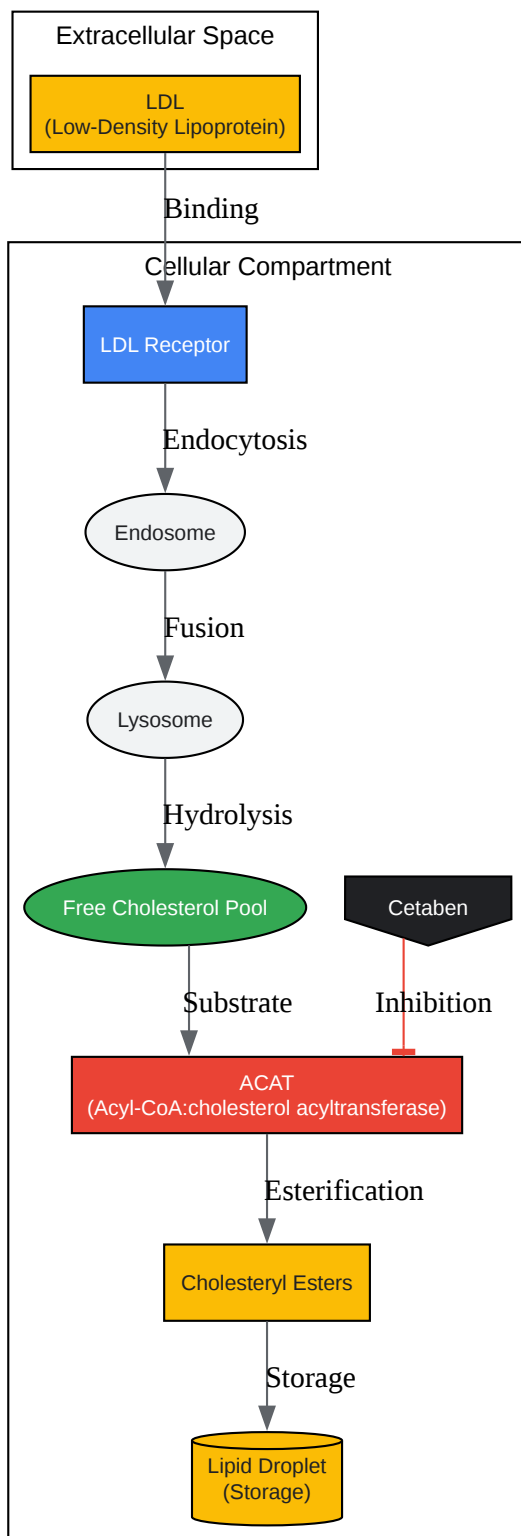 Extracellular Space
LDL
(Low-Density Lipoprotein)
Binding
Cellular Compartment
LDL Receptor
Endocytosis
Endosome
Fusion
Lysosome
Hydrolysis
Free Cholesterol Pool
Cetaben
Substrate
Inhibition
ACAT
(Acyl-CoA:cholesterol acyltransferase)
Esterification
Cholesteryl Esters
Storage
Lipid Droplet
(Storage)